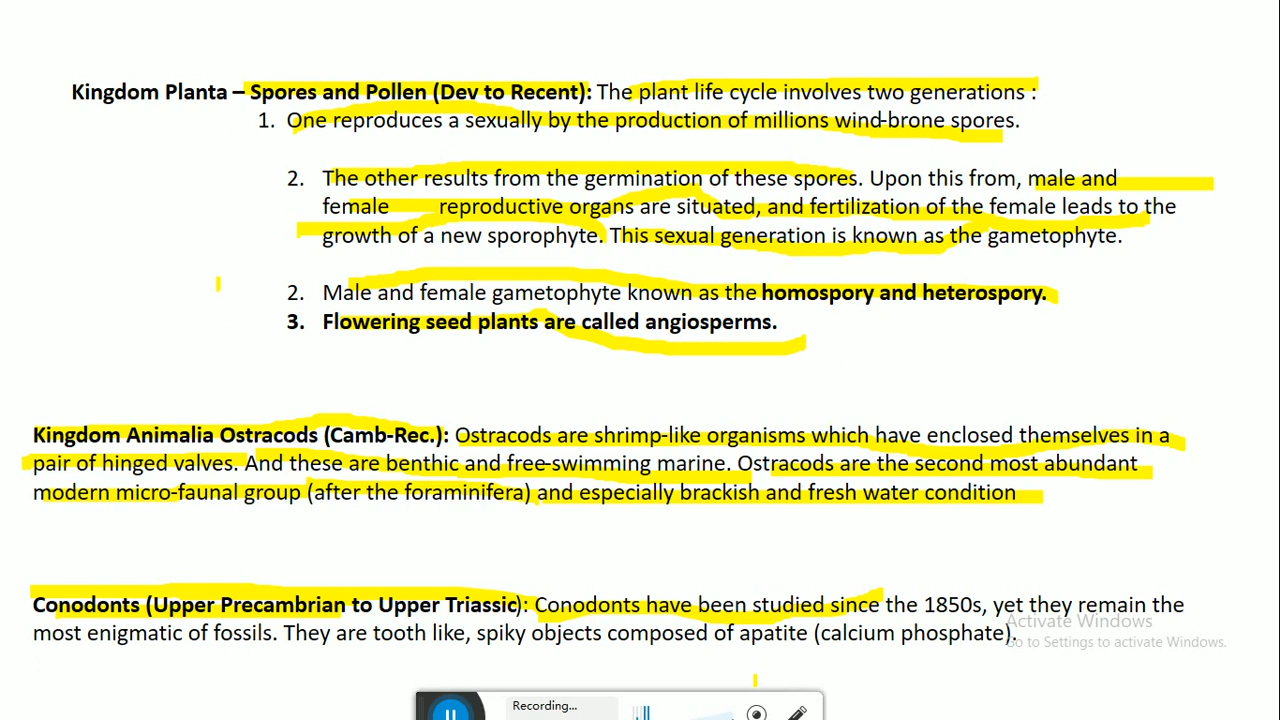 Kingdom Planta – Spores and Pollen (Dev to Recent): The plant life cycle involves two generations :
1. One reproduces a sexually by the production of millions wind-brone spores.
2. The other results from the germination of these spores. Upon this from, male and
female reproductive organs are situated, and fertilization of the female leads to the
growth of a new sporophyte. This sexual generation is known as the gametophyte.
2. Male and female gametophyte known as the homospory and heterospory.
3. Flowering seed plants are called angiosperms.
Kingdom Animalia Ostracods (Camb-Rec.): Ostracods are shrimp-like organisms which have enclosed themselves in a
pair of hinged valves. And these are benthic and free-swimming marine. Ostracods are the second most abundant
modern micro-faunal group (after the foraminifera) and especially brackish and fresh water condition
Conodonts (Upper Precambrian to Upper Triassic): Conodonts have been studied since the 1850s, yet they remain the
most enigmatic of fossils. They are tooth like, spiky objects composed of apatite (calcium phosphate).
Activate Windows
Go to Settings to activate Windows.
Recording...